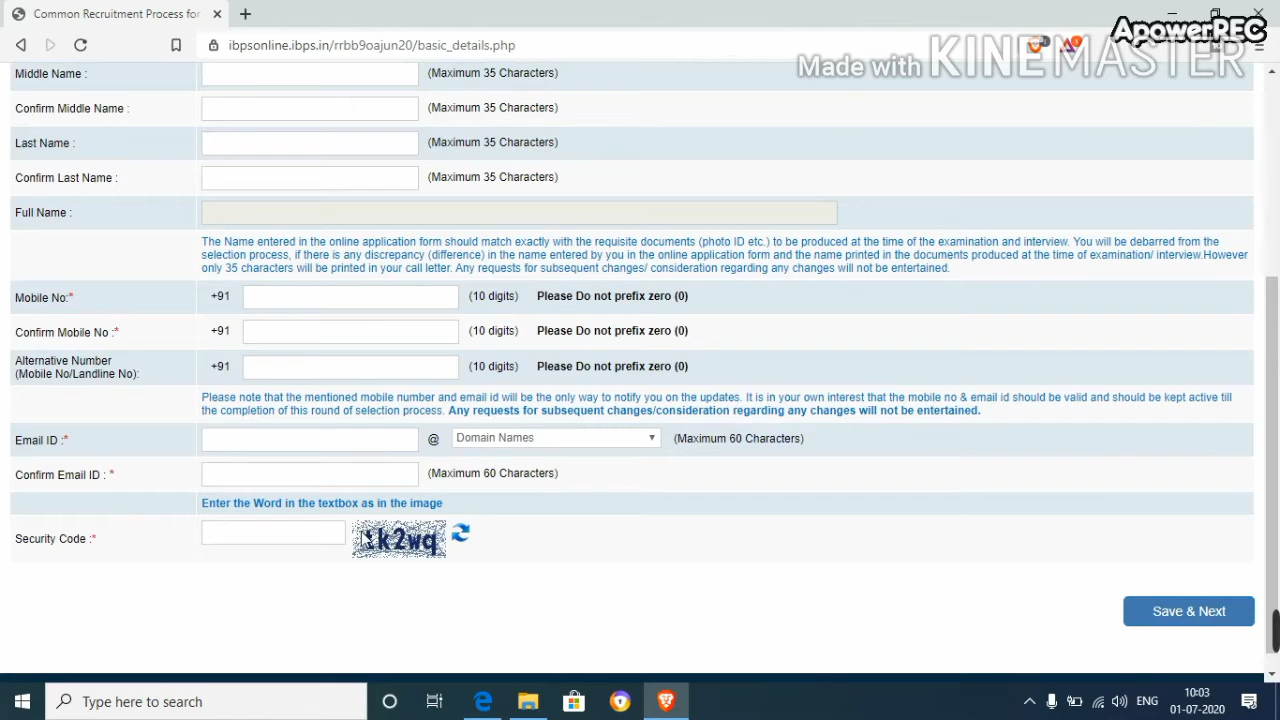 Common Recruitment Process for
ApowerREC
ibpsonline.ibps.in/rrbb9oajun20/basic_details.php
Made with KINEMASTER
Middle Name : (Maximum 35 Characters)
Confirm Middle Name : (Maximum 35 Characters)
Last Name : (Maximum 35 Characters)
Confirm Last Name : (Maximum 35 Characters)
Full Name :
The Name entered in the online application form should match exactly with the requisite documents (photo ID etc.) to be produced at the time of the examination and interview. You will be debarred from the
selection process, if there is any discrepancy (difference) in the name entered by you in the online application form and the name printed in the documents produced at the time of examination/ interview.However
only 35 characters will be printed in your call letter. Any requests for subsequent changes/ consideration regarding any changes will not be entertained.
Mobile No:* +91 (10 digits) Please Do not prefix zero (0)
Confirm Mobile No :* +91 (10 digits) Please Do not prefix zero (0)
Alternative Number
(Mobile No/Landline No): +91 (10 digits) Please Do not prefix zero (0)
Please note that the mentioned mobile number and email id will be the only way to notify you on the updates. It is in your own interest that the mobile no & email id should be valid and should be kept active till
the completion of this round of selection process. Any requests for subsequent changes/consideration regarding any changes will not be entertained.
Email ID :* @ Domain Names (Maximum 60 Characters)
Confirm Email ID : * (Maximum 60 Characters)
Enter the Word in the textbox as in the image
Security Code :*
Save & Next
Type here to search
ENG
10:03
01-07-2020